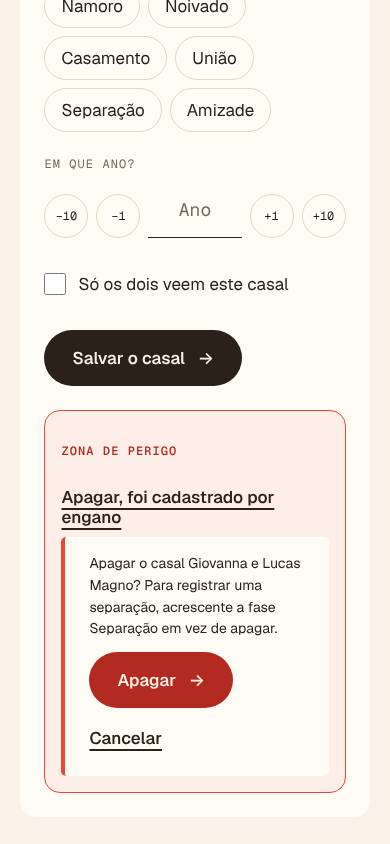 Namoro
Noivado
Casamento
União
Separação
Amizade
EM QUE ANO?
−10
−1
Ano
+1
+10
Só os dois veem este casal
Salvar o casal →
ZONA DE PERIGO
Apagar, foi cadastrado por
engano
Apagar o casal Giovanna e Lucas
Magno? Para registrar uma
separação, acrescente a fase
Separação em vez de apagar.
Apagar →
Cancelar